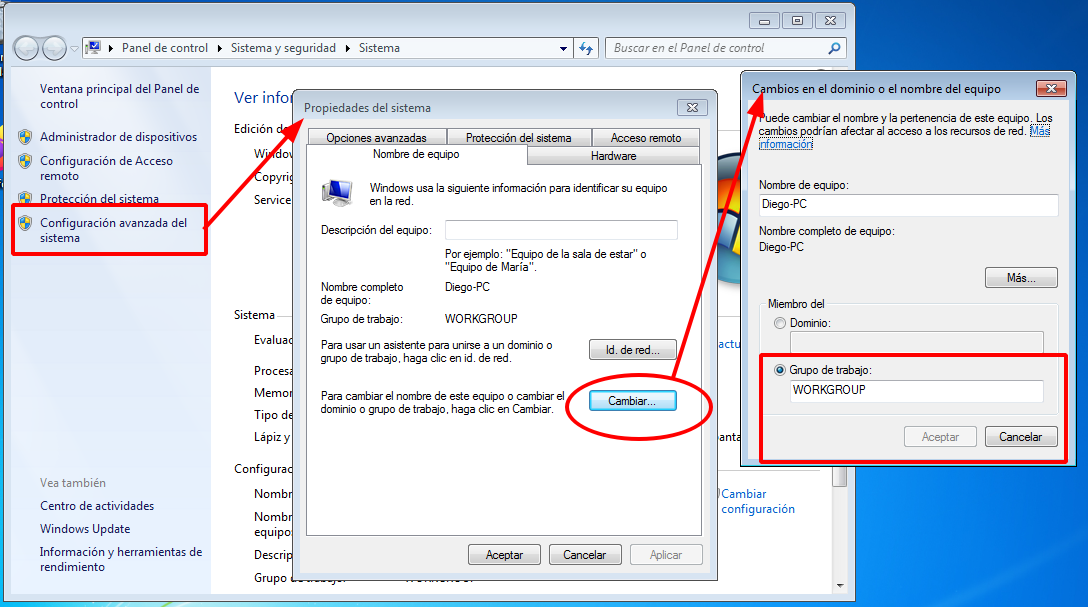 Panel de control
Sistema y seguridad
Sistema
Buscar en el Panel de control
Ventana principal del Panel de
control
Administrador de dispositivos
Configuración de Acceso
remoto
Protección del sistema
Configuración avanzada del
sistema
Vea también
Centro de actividades
Windows Update
Información y herramientas de
rendimiento
Ver infor
Edición de
Windo
Copyrig
Service
Sistema
Evaluac
Procesa
Memor
Tipo de
Lápiz y
Configurac
Nombr
Nombr
equipo
Descrip
Grupo de trabajo:
WORKGROUP
Cambiar
configuración
Propiedades del sistema
Opciones avanzadas
Protección del sistema
Acceso remoto
Nombre de equipo
Hardware
Windows usa la siguiente información para identificar su equipo
en la red.
Descripción del equipo:
Por ejemplo: "Equipo de la sala de estar" o
"Equipo de María".
Nombre completo
de equipo:
Diego-PC
Grupo de trabajo:
WORKGROUP
Para usar un asistente para unirse a un dominio o
grupo de trabajo, haga clic en id. de red.
Id. de red...
Para cambiar el nombre de este equipo o cambiar el
dominio o grupo de trabajo, haga clic en Cambiar.
Cambiar...
Aceptar
Cancelar
Aplicar
Cambios en el dominio o el nombre del equipo
Puede cambiar el nombre y la pertenencia de este equipo. Los
cambios podrían afectar al acceso a los recursos de red. Más
información
Nombre de equipo:
Diego-PC
Nombre completo de equipo:
Diego-PC
Más...
Miembro del
Dominio:
Grupo de trabajo:
WORKGROUP
Aceptar
Cancelar